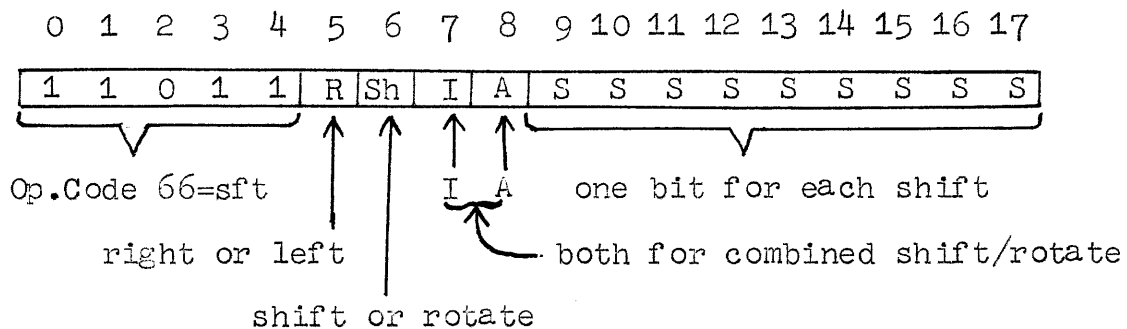 0 1 2 3 4 5 6 7 8 9 10 11 12 13 14 15 16 17
1 1 0 1 1 R Sh I A S S S S S S S S S
Op.Code 66=sft I A one bit for each shift
right or left both for combined shift/rotate
shift or rotate